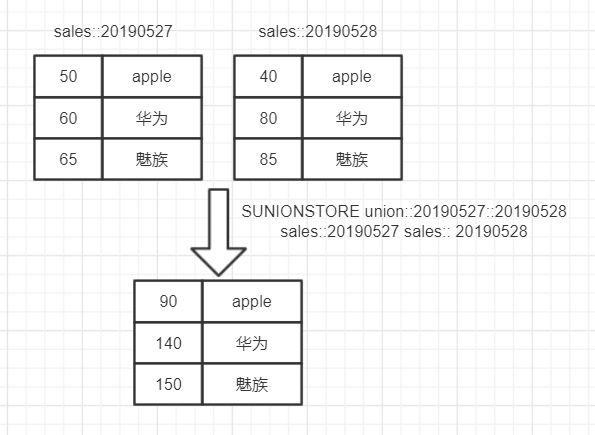 sales::20190527 sales::20190528
50 apple 40 apple
60 华为 80 华为
65 魅族 85 魅族
SUNIONSTORE union::20190527::20190528
sales::20190527 sales:: 20190528
90 apple
140 华为
150 魅族